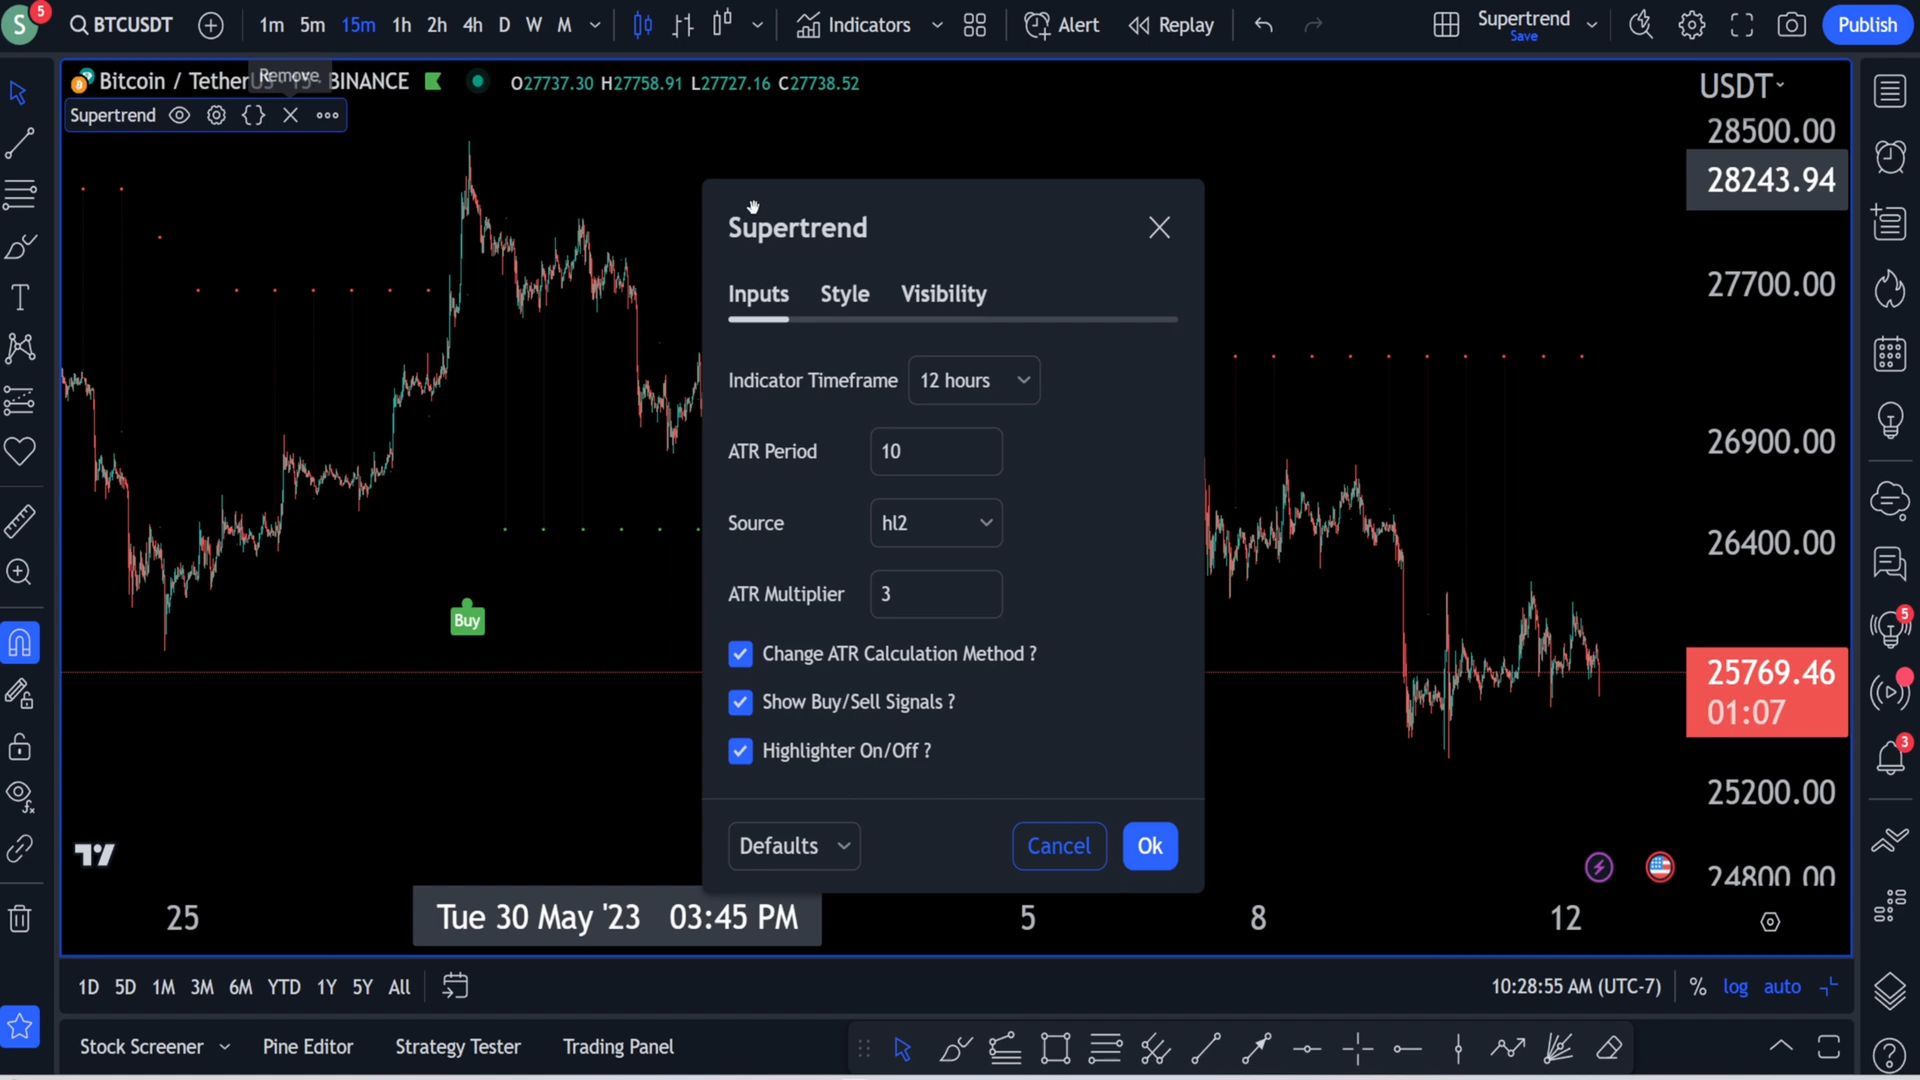 S
5
BTCUSDT
1m 5m 15m 1h 2h 4h D W M
Indicators
Alert
Replay
Supertrend
Save
Publish
Bitcoin / TetherUS · 15 · BINANCE
Remove
O27737.30 H27758.91 L27727.16 C27738.52
USDT
Supertrend
28500.00
28243.94
27700.00
26900.00
26400.00
25769.46
01:07
25200.00
24800.00
Supertrend
Inputs Style Visibility
Indicator Timeframe 12 hours
ATR Period 10
Source hl2
ATR Multiplier 3
Change ATR Calculation Method ?
Show Buy/Sell Signals ?
Highlighter On/Off ?
Defaults Cancel Ok
Buy
5
3
25 Tue 30 May '23 03:45 PM 5 8 12
1D 5D 1M 3M 6M YTD 1Y 5Y All
10:28:55 AM (UTC-7) % log auto
Stock Screener Pine Editor Strategy Tester Trading Panel